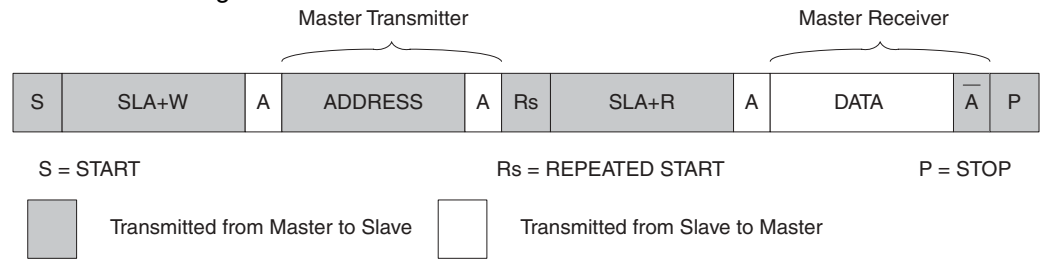 Master Transmitter Master Receiver
S SLA+W A ADDRESS A Rs SLA+R A DATA A̅ P
S = START Rs = REPEATED START P = STOP
Transmitted from Master to Slave Transmitted from Slave to Master